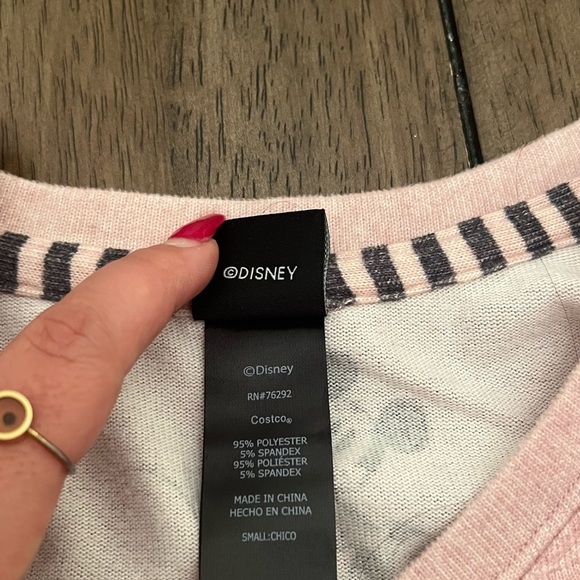 ©DISNEY
©Disney
RN#76292
Costco®
95% POLYESTER
5% SPANDEX
95% POLIÉSTER
5% SPANDEX
MADE IN CHINA
HECHO EN CHINA
SMALL:CHICO